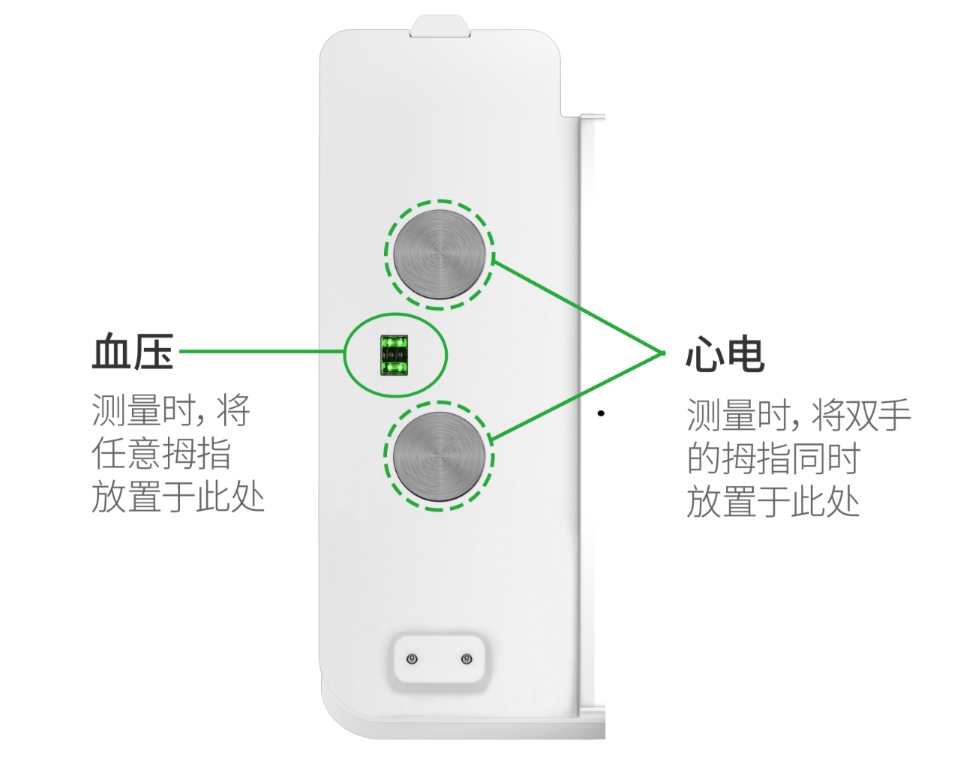 血压
测量时, 将
任意拇指
放置于此处
心电
测量时, 将双手
的拇指同时
放置于此处